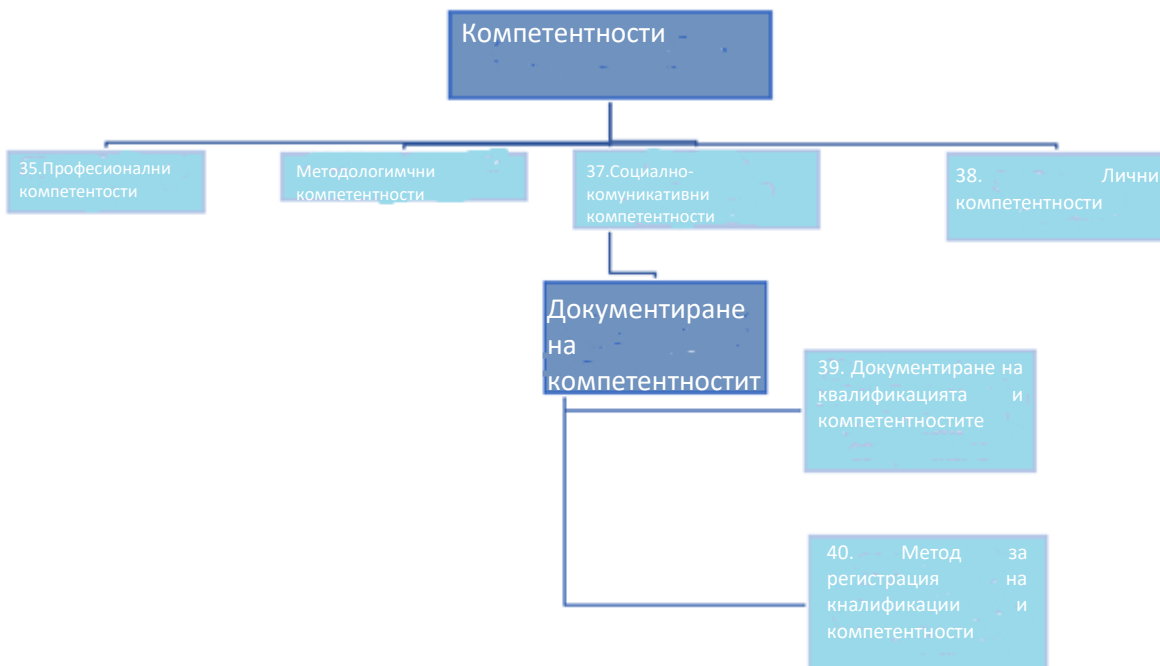 Компетентности
35.Професионални
компетентости
Методологимчни
компетентности
37.Социално-
комуникативни
компетентности
38. Лични
компетентности
Документиране
на
компетентностит
39. Документиране на
квалификацията и
компетентностите
40. Метод за
регистрация на
кналификации и
компетентности